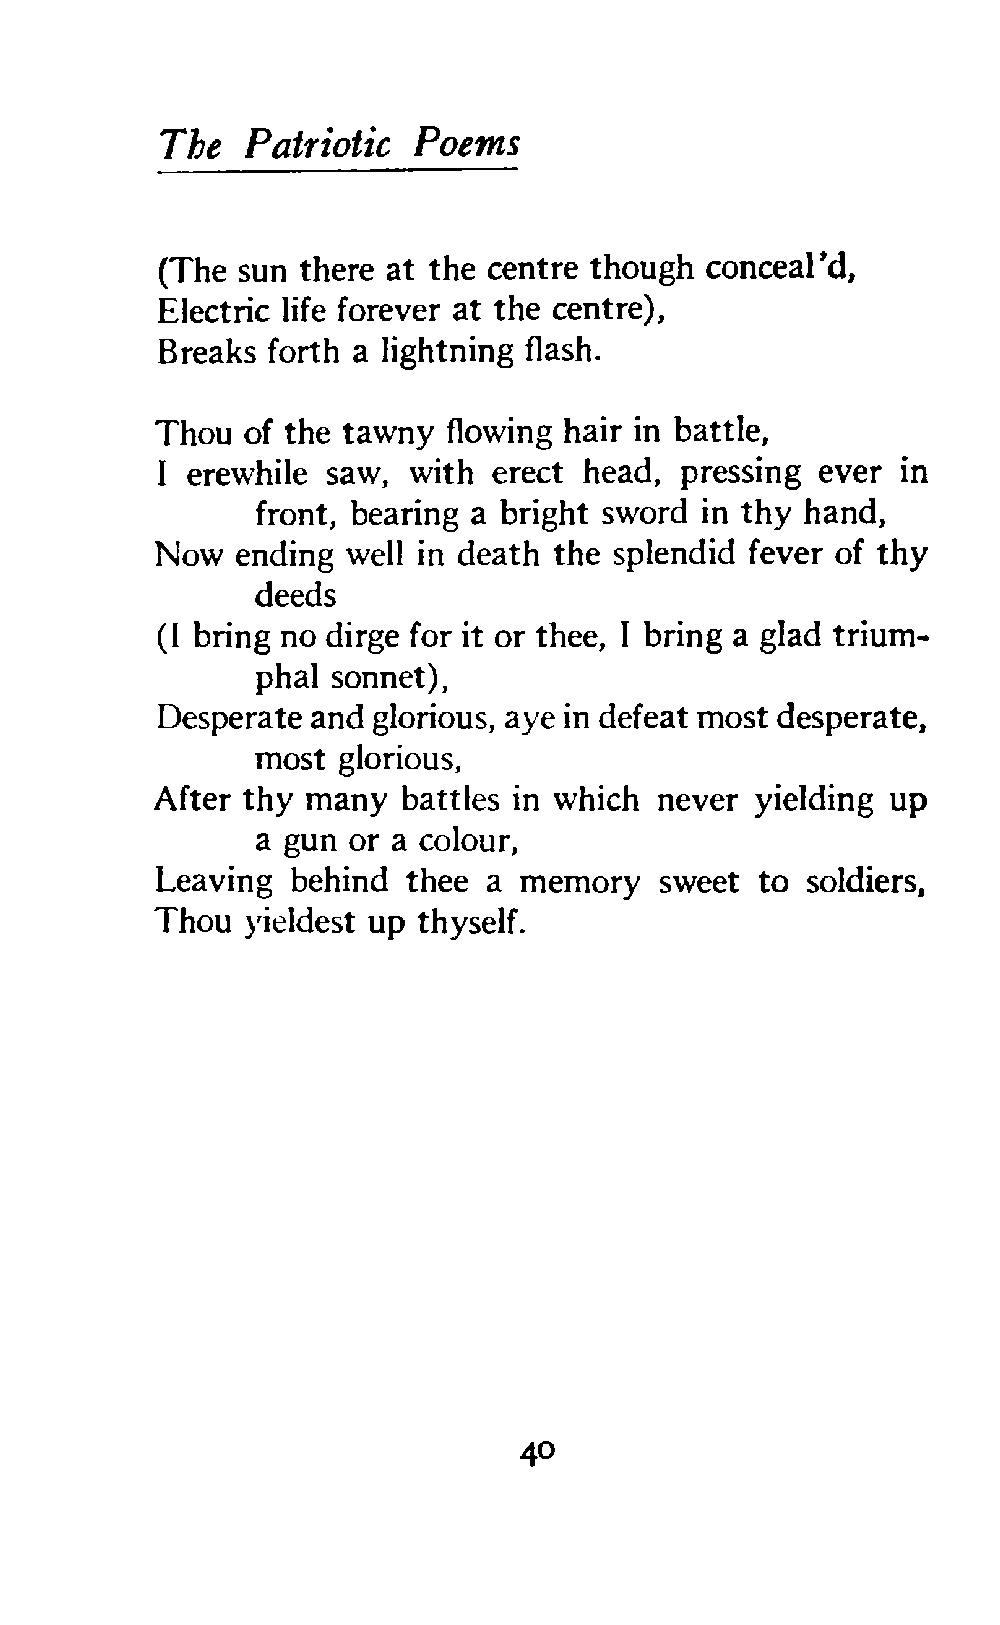 The Patriotic Poems
(The sun there at the centre though conceal'd,
Electric life forever at the centre),
Breaks forth a lightning flash.
Thou of the tawny flowing hair in battle,
I erewhile saw, with erect head, pressing ever in
front, bearing a bright sword in thy hand,
Now ending well in death the splendid fever of thy
deeds
(I bring no dirge for it or thee, I bring a glad trium-
phal sonnet),
Desperate and glorious, aye in defeat most desperate,
most glorious,
After thy many battles in which never yielding up
a gun or a colour,
Leaving behind thee a memory sweet to soldiers,
Thou yieldest up thyself.
40